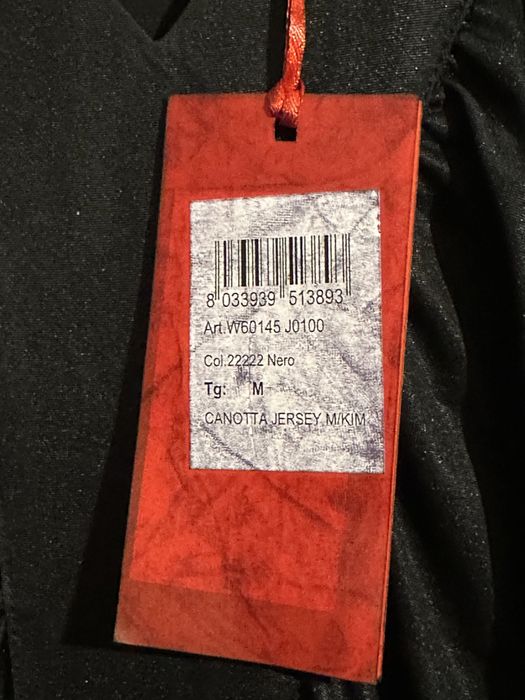 8 033939 513893
Art.W60145 J0100
Col.22222 Nero
Tg: M
CANOTTA JERSEY M/KIM